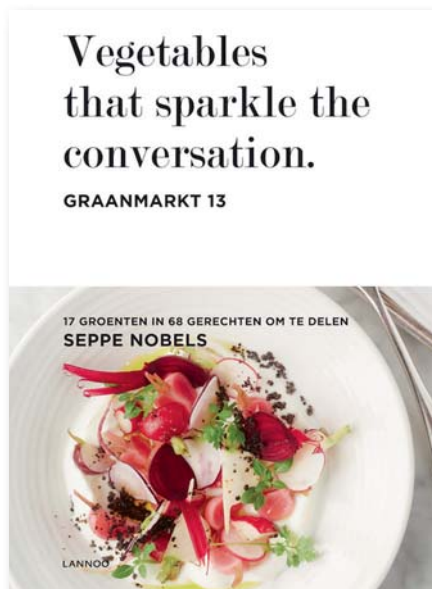 Vegetables
that sparkle the
conversation.
GRAANMARKT 13
17 GROENTEN IN 68 GERECHTEN OM TE DELEN
SEPPE NOBELS
LANNOO